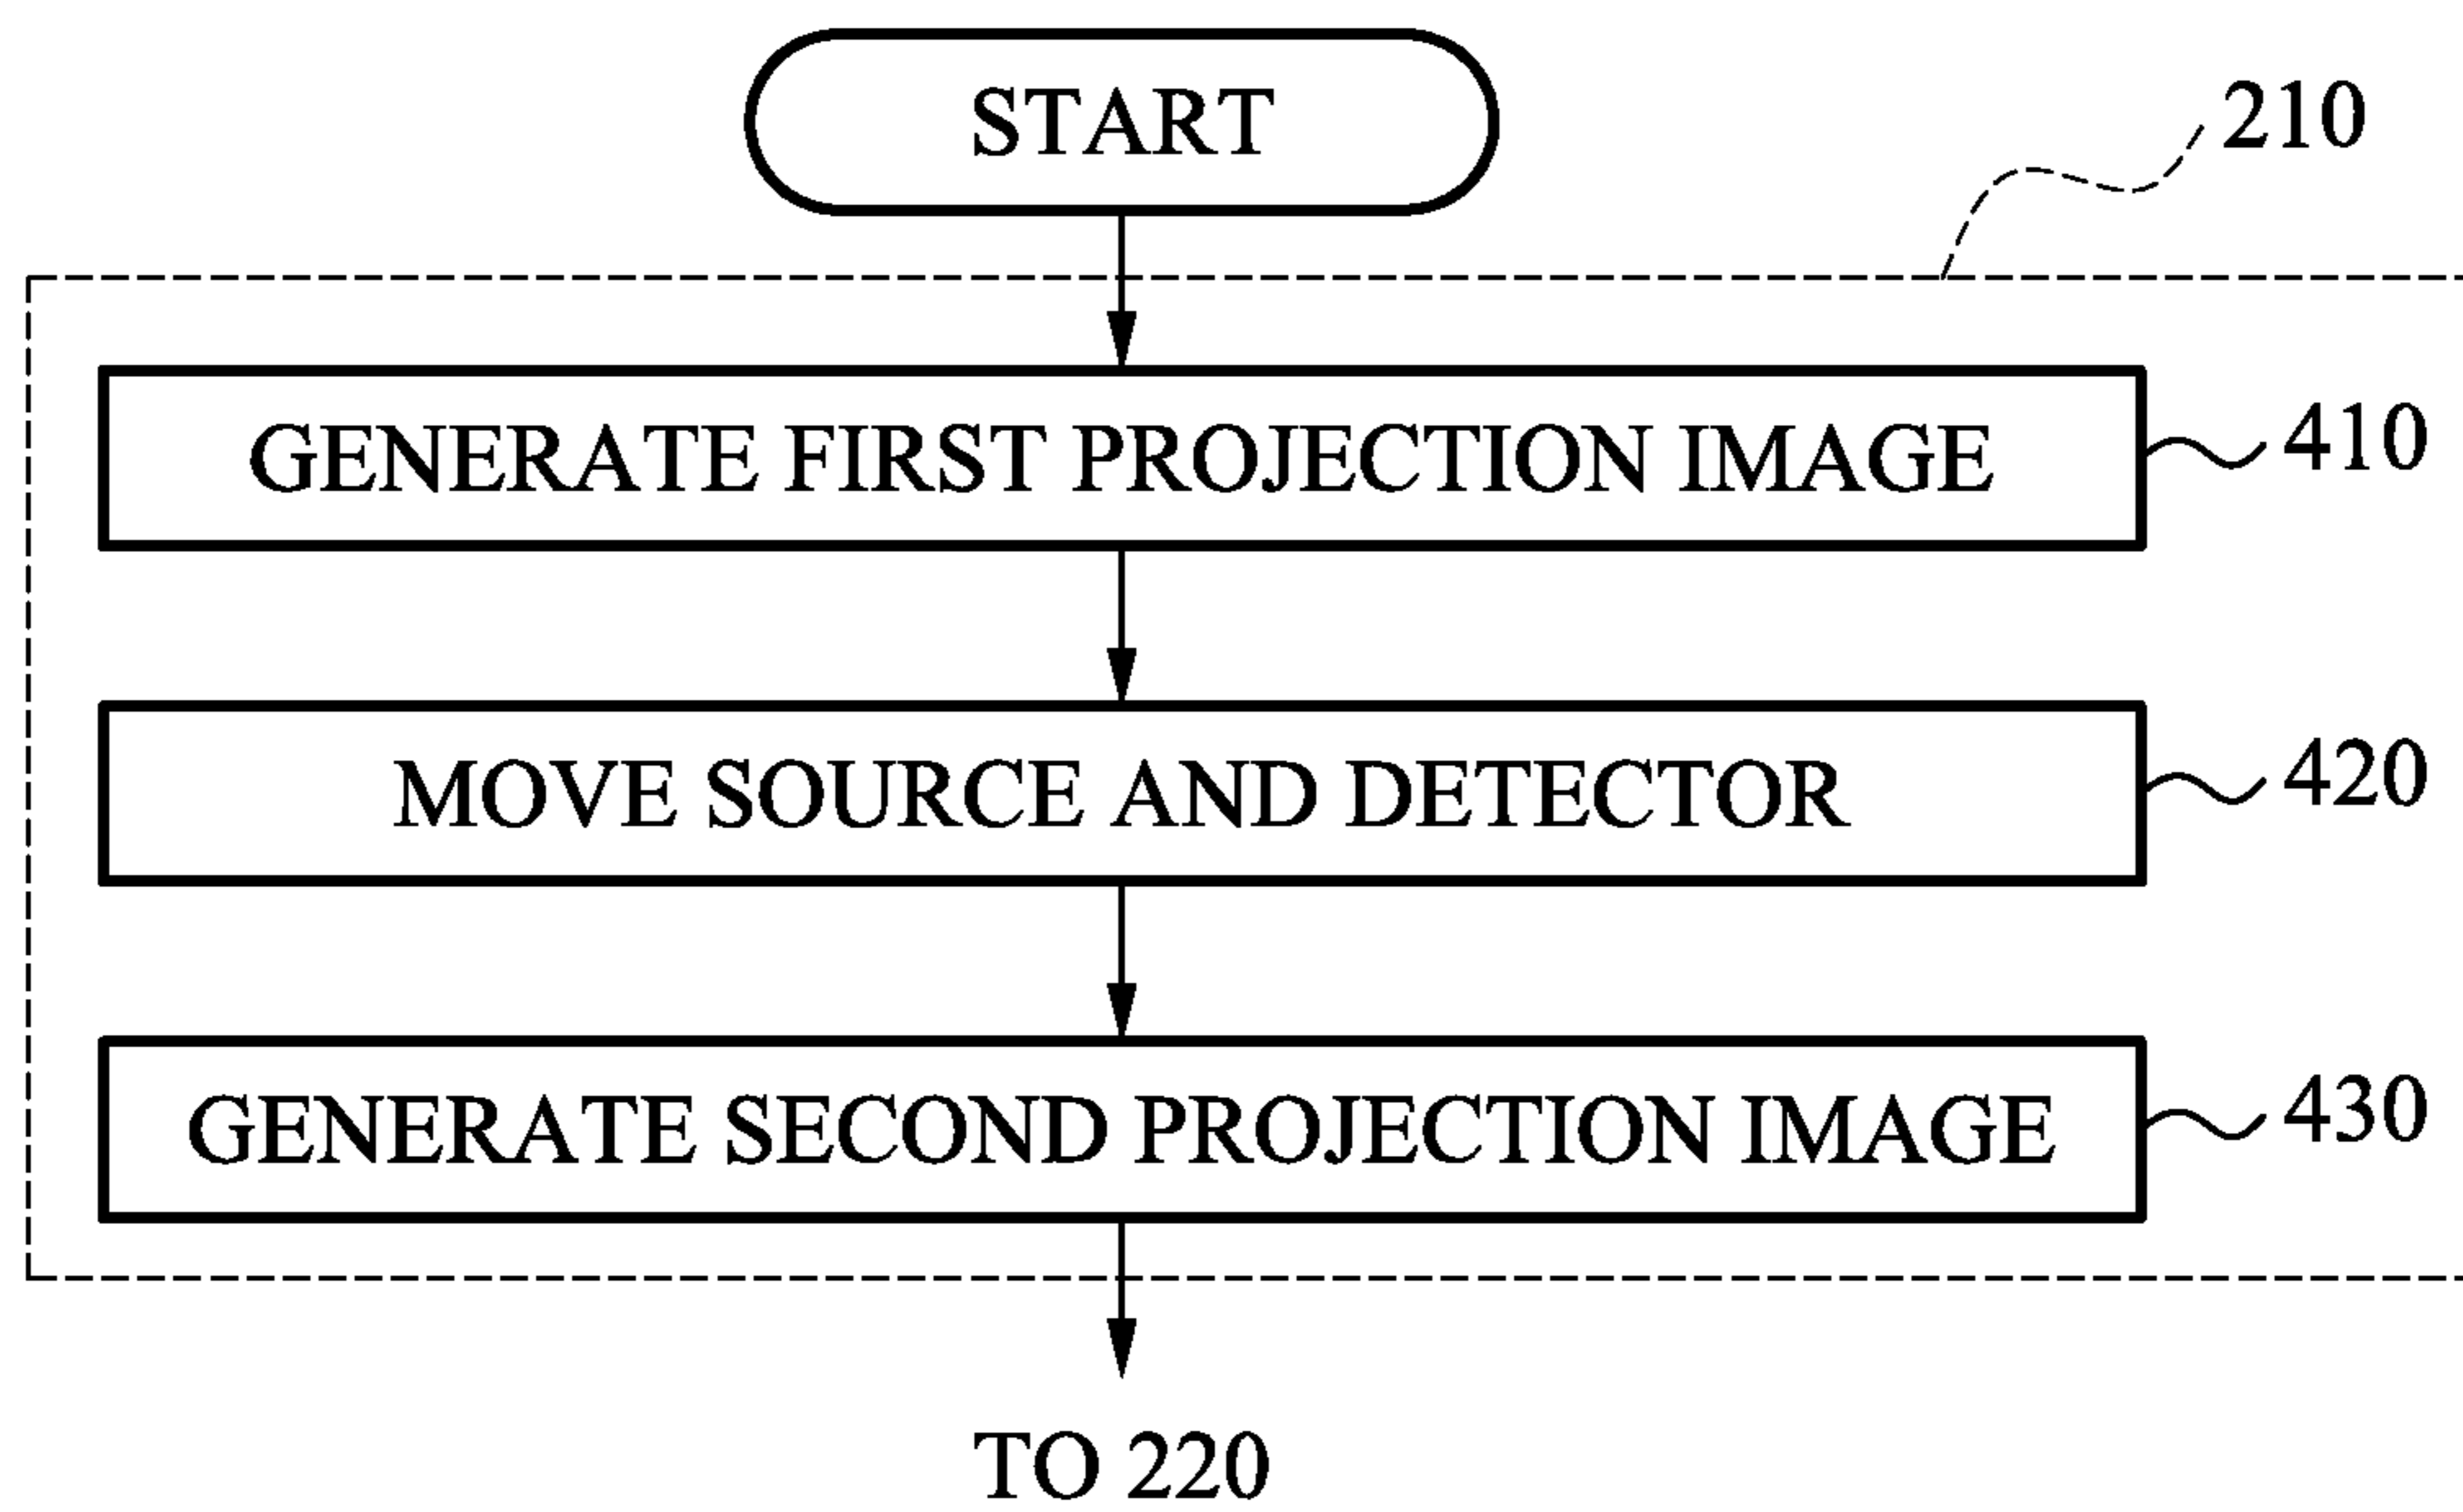 START
210
GENERATE FIRST PROJECTION IMAGE
410
MOVE SOURCE AND DETECTOR
420
GENERATE SECOND PROJECTION IMAGE
430
TO 220